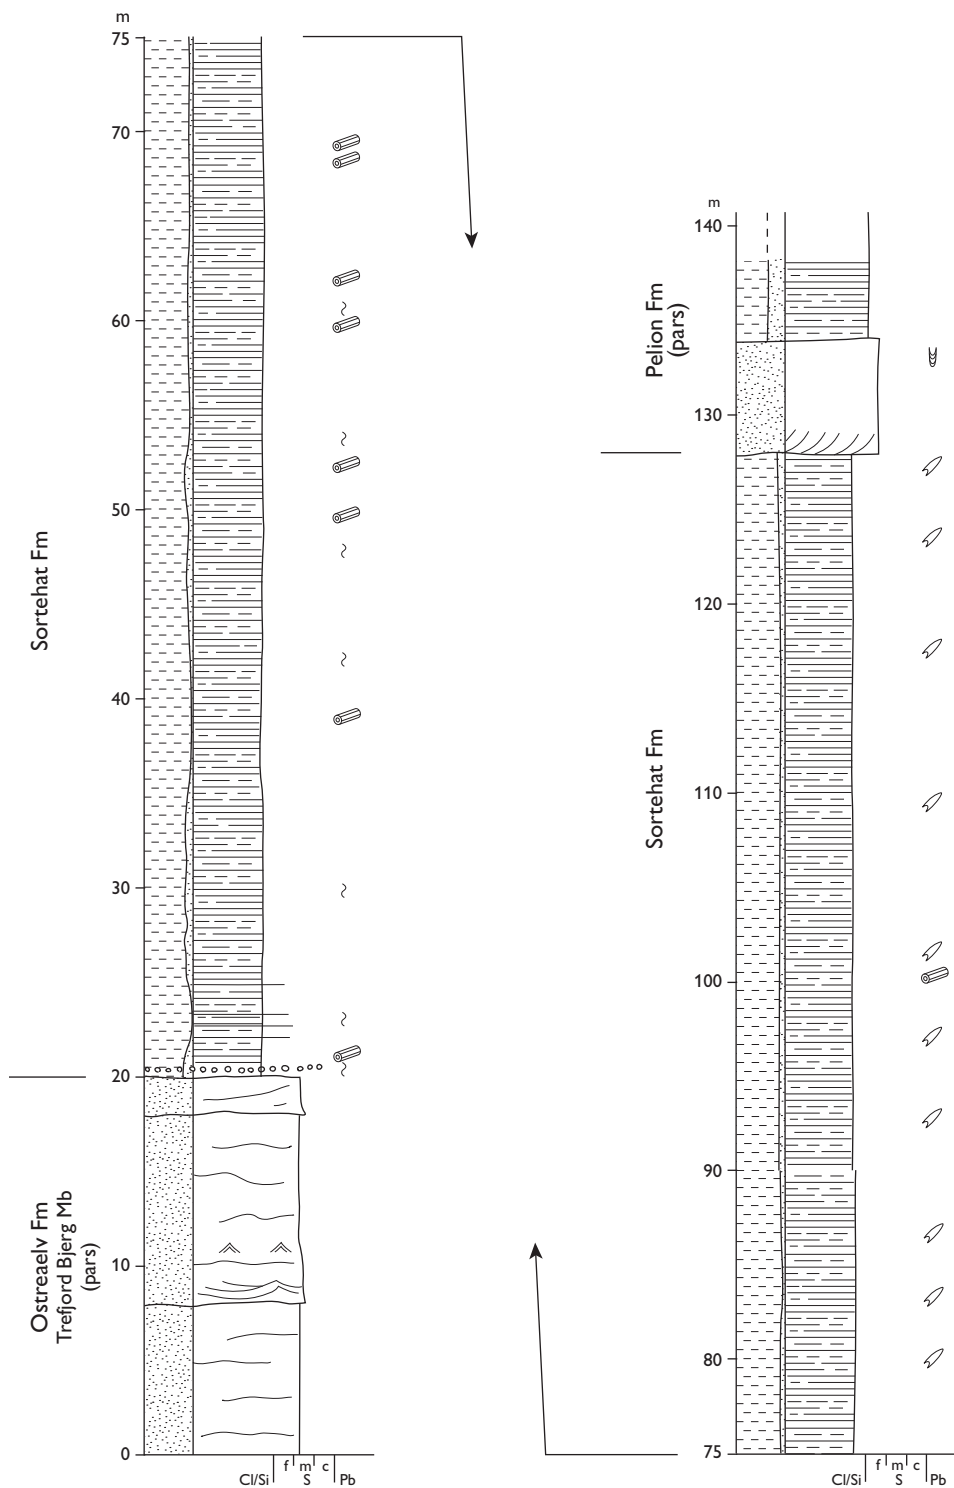 m
75
70
60
50
40
30
20
10
0
Sortehat Fm
Ostreaelv Fm
Trefjord Bjerg Mb
(pars)
f m c
Cl/Si S Pb
m
140
130
120
110
100
90
80
75
Pelion Fm
(pars)
Sortehat Fm
f m c
Cl/Si S Pb